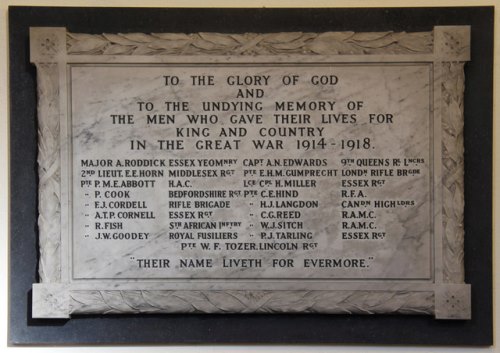 TO THE GLORY OF GOD
AND
TO THE UNDYING MEMORY OF
THE MEN WHO GAVE THEIR LIVES FOR
KING AND COUNTRY
IN THE GREAT WAR 1914-1918.
MAJOR A. RODDICK ESSEX YEOMNRY CAPT A.N. EDWARDS 9TH QUEENS RL LNCRS
2ND LIEUT. E.E. HORN MIDDLESEX RGT PTE E.H.M. GUMPRECHT LONDN RIFLE BRGDE
PTE P.M.E. ABBOTT H.A.C. LCE CPL H. MILLER ESSEX RGT
" P. COOK BEDFORDSHIRE RGT PTE C.E. HIND R.F.A.
" F.J. CORDELL RIFLE BRIGADE " H.J. LANGDON CANDN HIGHLDRS
" A.T.P. CORNELL ESSEX RGT " C.G. REED R.A.M.C.
" R. FISH STH AFRICAN INFTRY " W.J. SITCH R.A.M.C.
" J.W. GOODEY ROYAL FUSILIERS " P.J. TARLING ESSEX RGT
PTE W. F. TOZER. LINCOLN RGT
"THEIR NAME LIVETH FOR EVERMORE."